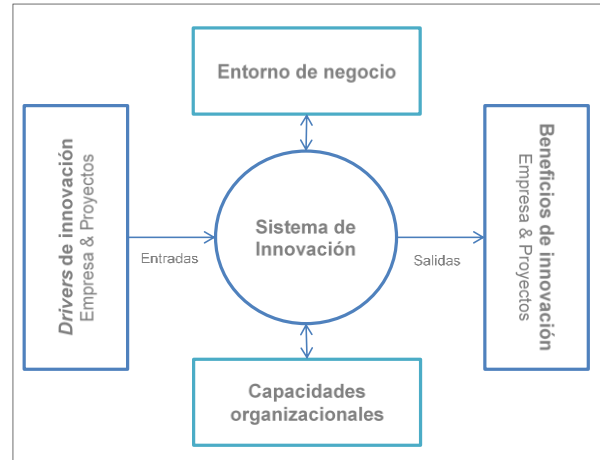 Entorno de negocio
Drivers de innovación
Empresa & Proyectos
Entradas
Sistema de
Innovación
Salidas
Beneficios de innovación
Empresa & Proyectos
Capacidades
organizacionales